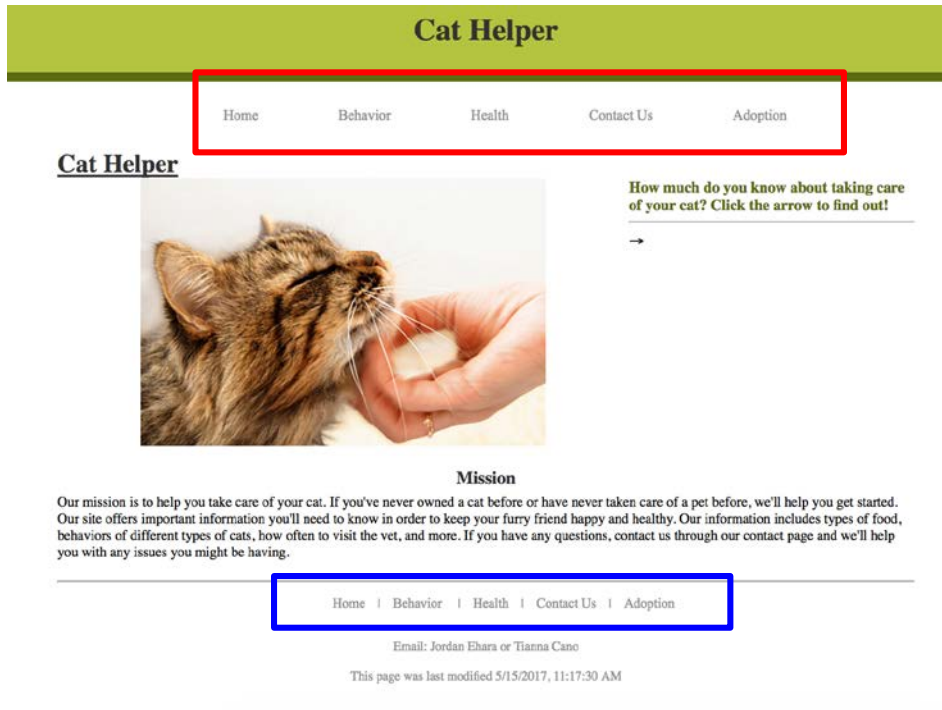 Cat Helper
Home Behavior Health Contact Us Adoption
Cat Helper
How much do you know about taking care
of your cat? Click the arrow to find out!
→
Mission
Our mission is to help you take care of your cat. If you've never owned a cat before or have never taken care of a pet before, we'll help you get started.
Our site offers important information you'll need to know in order to keep your furry friend happy and healthy. Our information includes types of food,
behaviors of different types of cats, how often to visit the vet, and more. If you have any questions, contact us through our contact page and we'll help
you with any issues you might be having.
Home | Behavior | Health | Contact Us | Adoption
Email: Jordan Ehara or Tianna Cano
This page was last modified 5/15/2017, 11:17:30 AM